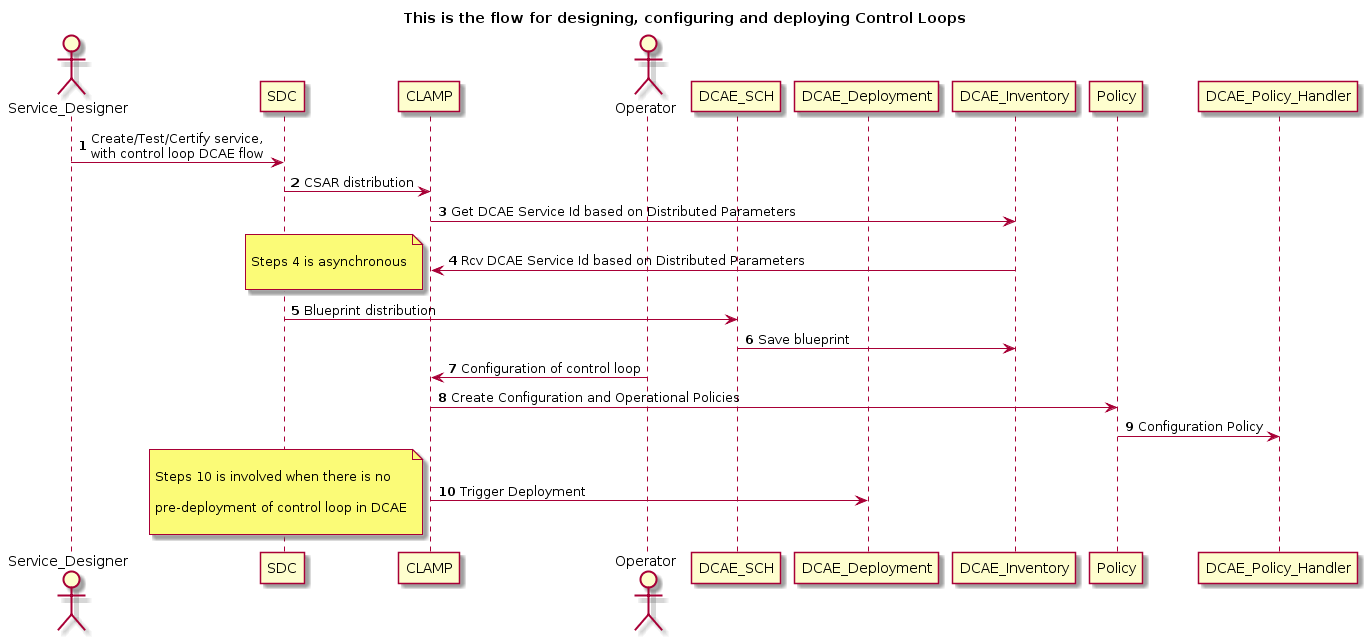 This is the flow for designing, configuring and deploying Control Loops
Service_Designer
SDC
CLAMP
Operator
DCAE_SCH
DCAE_Deployment
DCAE_Inventory
Policy
DCAE_Policy_Handler
1 Create/Test/Certify service,
with control loop DCAE flow
2 CSAR distribution
3 Get DCAE Service Id based on Distributed Parameters
Steps 4 is asynchronous
4 Rcv DCAE Service Id based on Distributed Parameters
5 Blueprint distribution
6 Save blueprint
7 Configuration of control loop
8 Create Configuration and Operational Policies
9 Configuration Policy
Steps 10 is involved when there is no
pre-deployment of control loop in DCAE
10 Trigger Deployment
Service_Designer
SDC
CLAMP
Operator
DCAE_SCH
DCAE_Deployment
DCAE_Inventory
Policy
DCAE_Policy_Handler